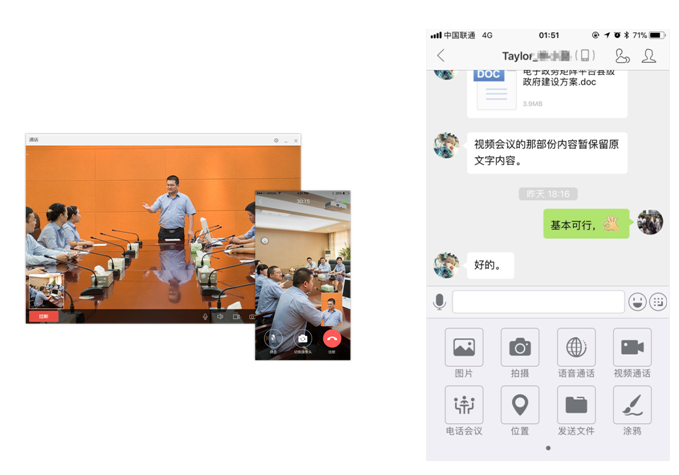 通话
挂断
中国联通 4G
01:51
71%
Taylor_
DOC
电子政务矩阵平台县级
政府建设方案.doc
3.9MB
视频会议的那部份内容暂保留原
文字内容。
昨天 18:16
基本可行,
好的。
图片
拍摄
语音通话
视频通话
电话会议
位置
发送文件
涂鸦